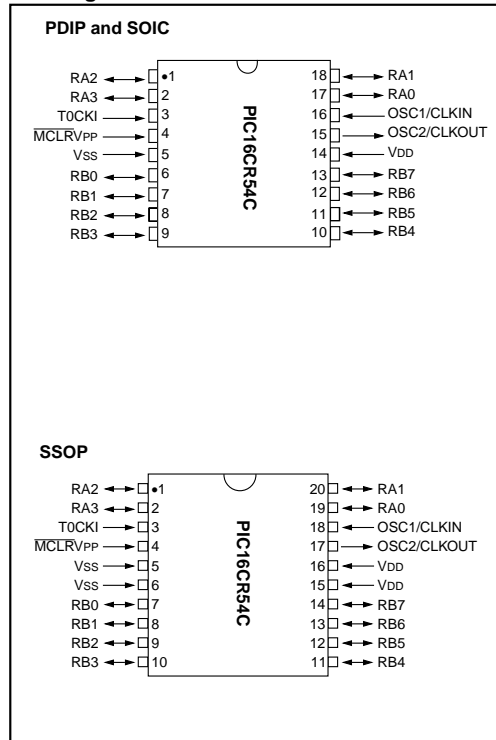 PDIP and SOIC
RA2 •1 18 RA1
RA3 2 17 RA0
T0CKI 3 16 OSC1/CLKIN
MCLRVPP 4 15 OSC2/CLKOUT
VSS 5 14 VDD
RB0 6 13 RB7
RB1 7 12 RB6
RB2 8 11 RB5
RB3 9 10 RB4
PIC16CR54C
SSOP
RA2 •1 20 RA1
RA3 2 19 RA0
T0CKI 3 18 OSC1/CLKIN
MCLRVPP 4 17 OSC2/CLKOUT
VSS 5 16 VDD
VSS 6 15 VDD
RB0 7 14 RB7
RB1 8 13 RB6
RB2 9 12 RB5
RB3 10 11 RB4
PIC16CR54C